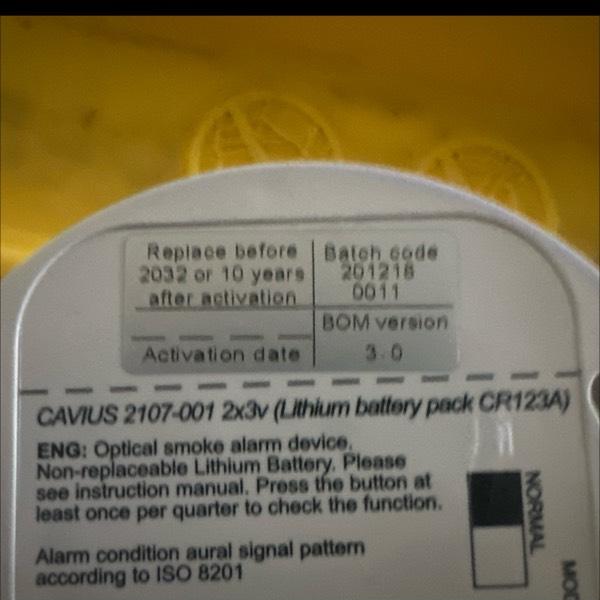 Replace before
2032 or 10 years
after activation
Activation date
Batch code
201218
0011
BOM version
3.0
CAVIUS 2107-001 2x3v (Lithium battery pack CR123A)
ENG: Optical smoke alarm device.
Non-replaceable Lithium Battery. Please
see instruction manual. Press the button at
least once per quarter to check the function.
Alarm condition aural signal pattern
according to ISO 8201
NORMAL